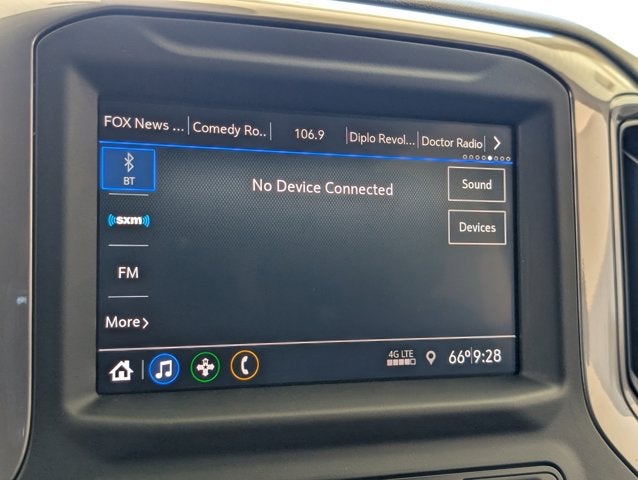 FOX News ... Comedy Ro.. 106.9 Diplo Revol... Doctor Radio >
BT
No Device Connected
Sound
sxm
Devices
FM
More >
4G LTE
66° 9:28